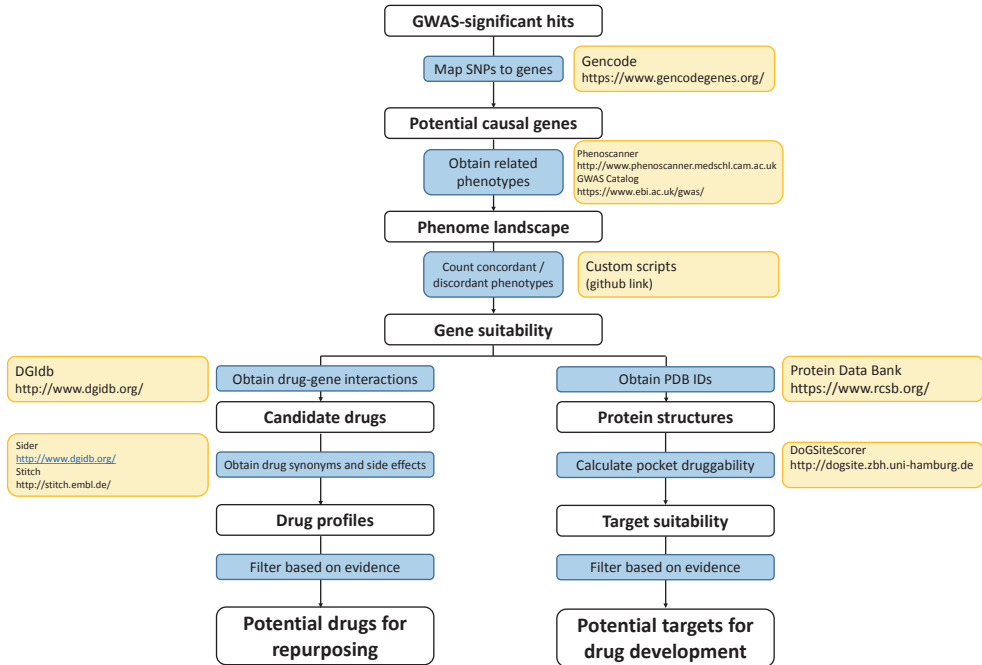 GWAS-significant hits
Map SNPs to genes
Gencode
https://www.gencodegenes.org/
Potential causal genes
Obtain related
phenotypes
Phenoscanner
http://www.phenoscanner.medschl.cam.ac.uk
GWAS Catalog
https://www.ebi.ac.uk/gwas/
Phenome landscape
Count concordant /
discordant phenotypes
Custom scripts
(github link)
Gene suitability
DGIdb
http://www.dgidb.org/
Obtain drug-gene interactions
Obtain PDB IDs
Protein Data Bank
https://www.rcsb.org/
Candidate drugs
Protein structures
Sider
http://www.dgidb.org/
Stitch
http://stitch.embl.de/
Obtain drug synonyms and side effects
Calculate pocket druggability
DoGSiteScorer
http://dogsite.zbh.uni-hamburg.de
Drug profiles
Target suitability
Filter based on evidence
Filter based on evidence
Potential drugs for
repurposing
Potential targets for
drug development